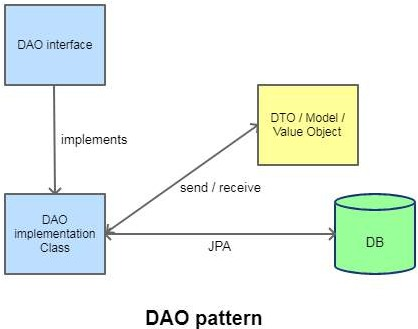 DAO interface
implements
DTO / Model /
Value Object
send / receive
DAO
implementation
Class
JPA
DB
DAO pattern